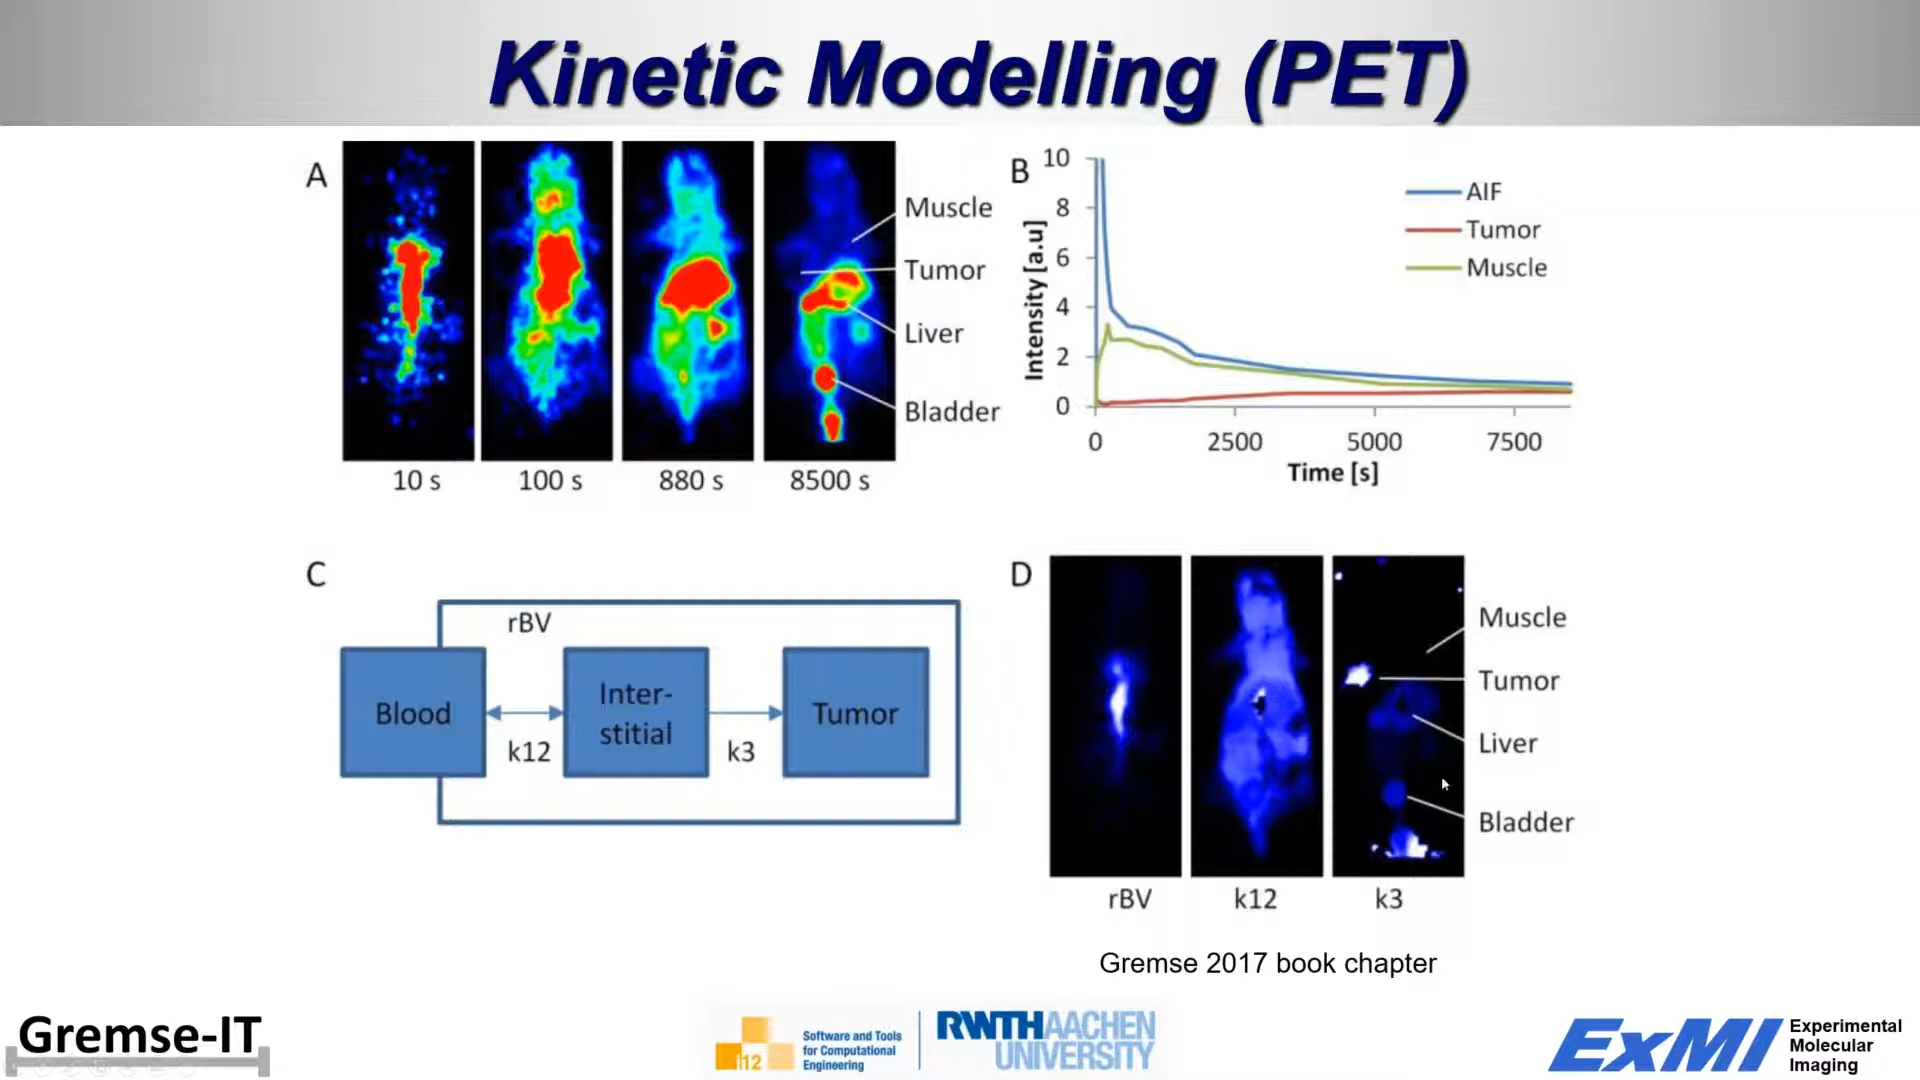 Kinetic Modelling (PET)
A
10 s
100 s
880 s
8500 s
Muscle
Tumor
Liver
Bladder
B
10
8
6
4
2
0
Intensity [a.u]
0
2500
5000
7500
Time [s]
AIF
Tumor
Muscle
C
rBV
Blood
k12
Inter-
stitial
k3
Tumor
D
Muscle
Tumor
Liver
Bladder
rBV
k12
k3
Gremse 2017 book chapter
Gremse-IT
i12
Software and Tools
for Computational
Engineering
RWTHAACHEN
UNIVERSITY
ExMI
Experimental
Molecular
Imaging